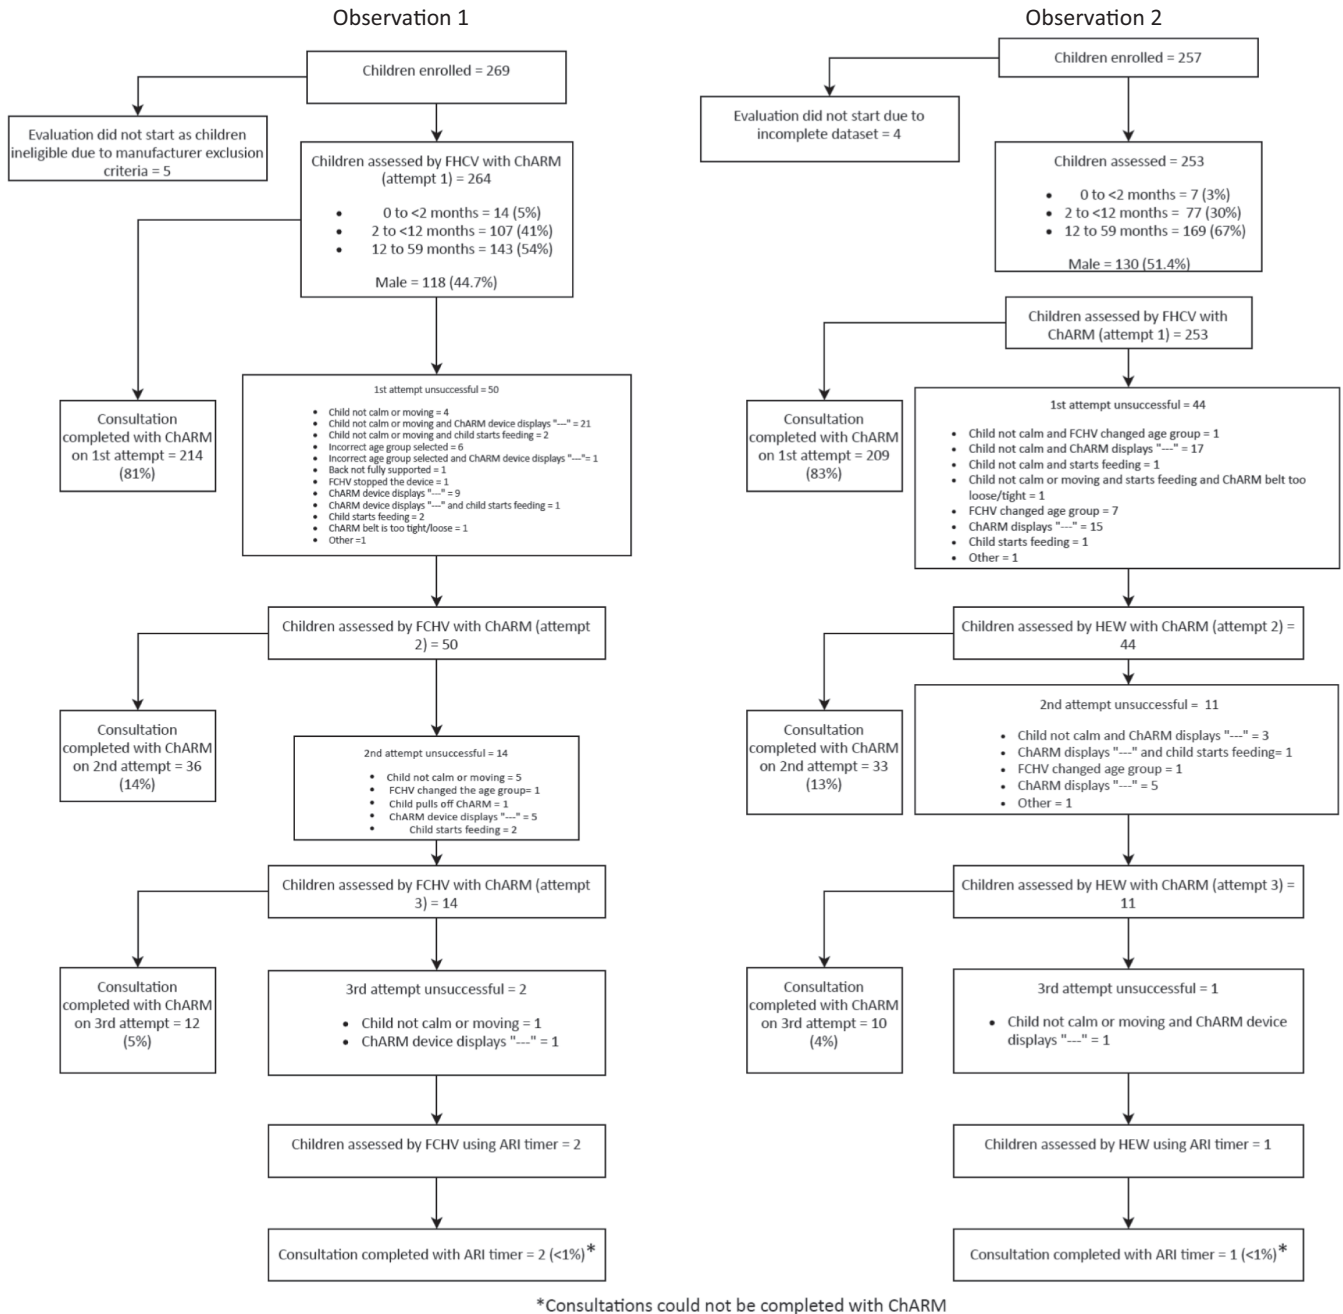 Observation 1
Children enrolled = 269
Evaluation did not start as children
ineligible due to manufacturer exclusion
criteria = 5
Children assessed by FHCV with ChARM
(attempt 1) = 264
• 0 to <2 months = 14 (5%)
• 2 to <12 months = 107 (41%)
• 12 to 59 months = 143 (54%)
Male = 118 (44.7%)
Consultation
completed with ChARM
on 1st attempt = 214
(81%)
1st attempt unsuccessful = 50
• Child not calm or moving = 4
• Child not calm or moving and ChARM device displays "---" = 21
• Child not calm or moving and child starts feeding = 2
• Incorrect age group selected = 6
• Incorrect age group selected and ChARM device displays "---"= 1
• Back not fully supported = 1
• FCHV stopped the device = 1
• ChARM device displays "---" = 9
• ChARM device displays "---" and child starts feeding = 1
• Child starts feeding = 2
• ChARM belt is too tight/loose = 1
• Other =1
Children assessed by FCHV with ChARM (attempt
2) = 50
Consultation
completed with ChARM
on 2nd attempt = 36
(14%)
2nd attempt unsuccessful = 14
• Child not calm or moving = 5
• FCHV changed the age group= 1
• Child pulls off ChARM = 1
• ChARM device displays "---" = 5
• Child starts feeding = 2
Children assessed by FCHV with ChARM (attempt
3) = 14
Consultation
completed with ChARM
on 3rd attempt = 12
(5%)
3rd attempt unsuccessful = 2
• Child not calm or moving = 1
• ChARM device displays "---" = 1
Children assessed by FCHV using ARI timer = 2
Consultation completed with ARI timer = 2 (<1%)*
Observation 2
Children enrolled = 257
Evaluation did not start due to
incomplete dataset = 4
Children assessed = 253
• 0 to <2 months = 7 (3%)
• 2 to <12 months = 77 (30%)
• 12 to 59 months = 169 (67%)
Male = 130 (51.4%)
Children assessed by FHCV with
ChARM (attempt 1) = 253
Consultation
completed with ChARM
on 1st attempt = 209
(83%)
1st attempt unsuccessful = 44
• Child not calm and FCHV changed age group = 1
• Child not calm and ChARM displays "---" = 17
• Child not calm and starts feeding = 1
• Child not calm or moving and starts feeding and ChARM belt too
loose/tight = 1
• FCHV changed age group = 7
• ChARM displays "---" = 15
• Child starts feeding = 1
• Other = 1
Children assessed by HEW with ChARM (attempt 2) =
44
Consultation
completed with ChARM
on 2nd attempt = 33
(13%)
2nd attempt unsuccessful = 11
• Child not calm and ChARM displays "---" = 3
• ChARM displays "---" and child starts feeding= 1
• FCHV changed age group = 1
• ChARM displays "---" = 5
• Other = 1
Children assessed by HEW with ChARM (attempt 3) =
11
Consultation
completed with ChARM
on 3rd attempt = 10
(4%)
3rd attempt unsuccessful = 1
• Child not calm or moving and ChARM device
displays "---" = 1
Children assessed by HEW using ARI timer = 1
Consultation completed with ARI timer = 1 (<1%)*
*Consultations could not be completed with ChARM